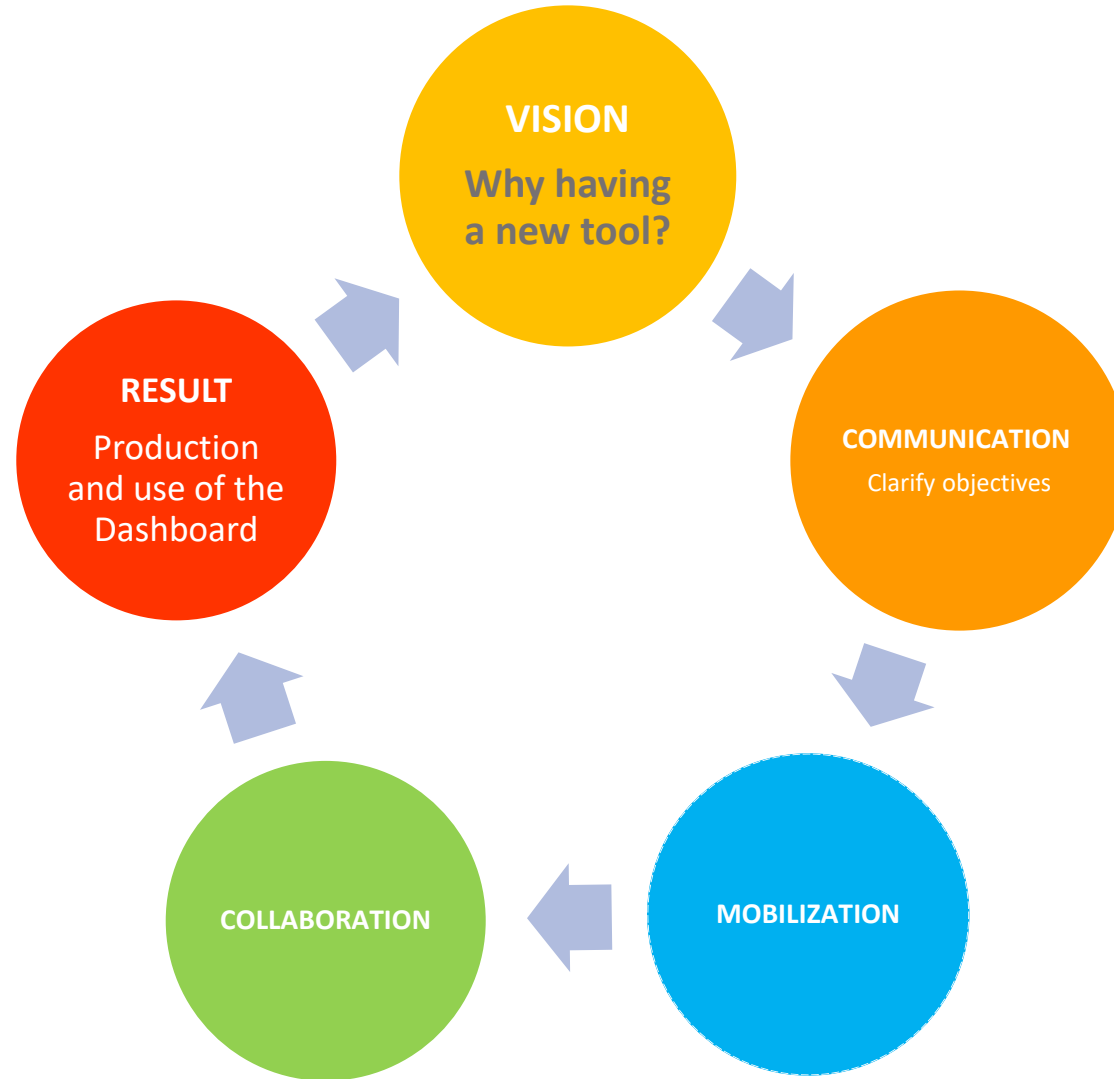 VISION
Why having
a new tool?
COMMUNICATION
Clarify objectives
MOBILIZATION
COLLABORATION
RESULT
Production
and use of the
Dashboard